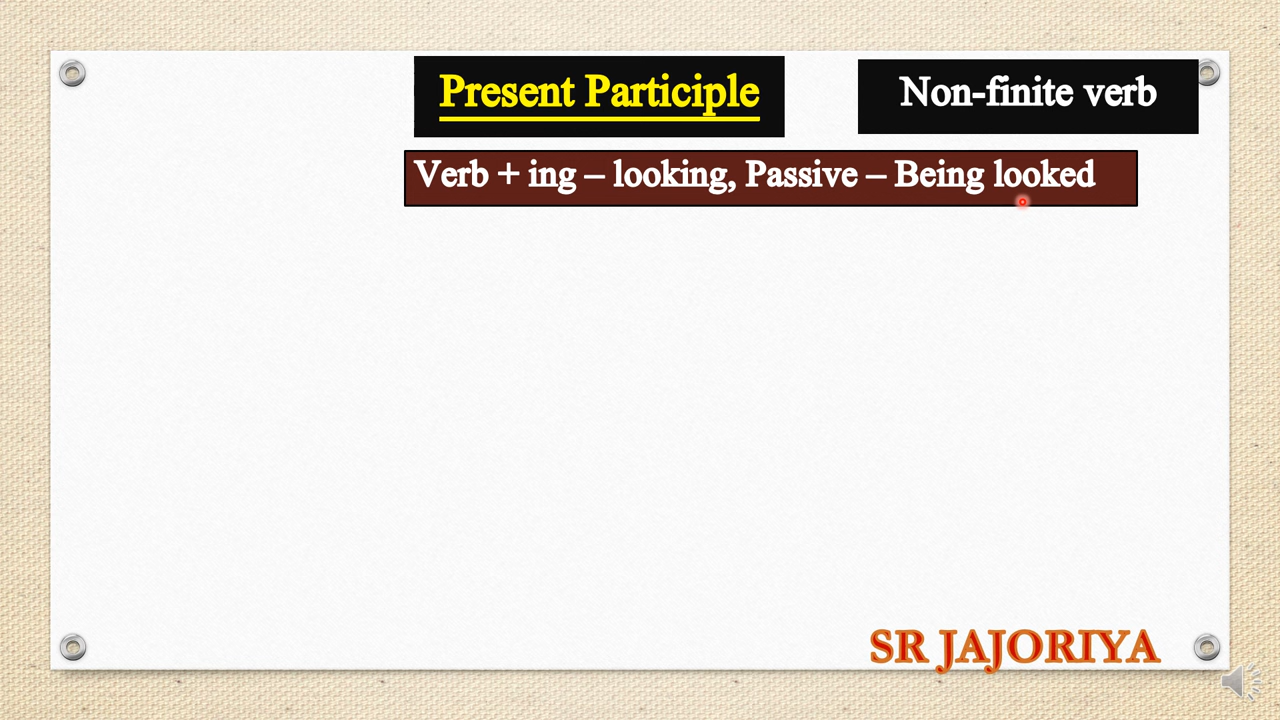 Present Participle
Non-finite verb
Verb + ing – looking, Passive – Being looked
SR JAJORIYA